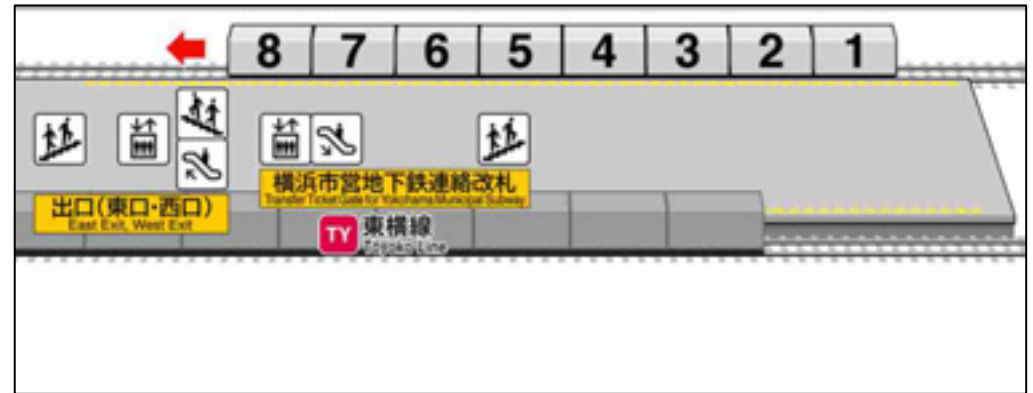 8 7 6 5 4 3 2 1
横浜市営地下鉄連絡改札
Transfer Ticket Gate for Yokohama Municipal Subway
出口(東口・西口)
East Exit, West Exit
TY 東横線
Toyoko Line